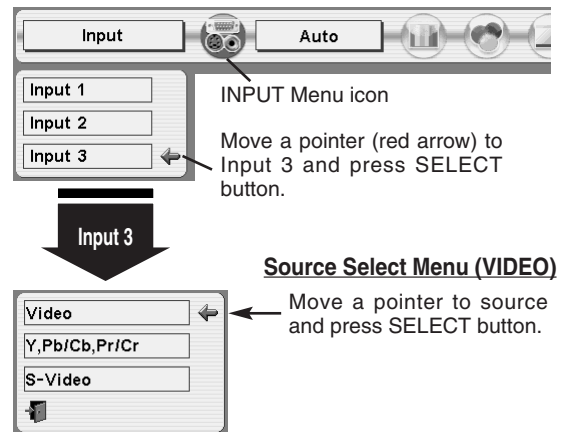 Input
Auto
Input 1
Input 2
Input 3
INPUT Menu icon
Move a pointer (red arrow) to
Input 3 and press SELECT
button.
Input 3
Source Select Menu (VIDEO)
Video
Y,Pb/Cb,Pr/Cr
S-Video
Move a pointer to source
and press SELECT button.